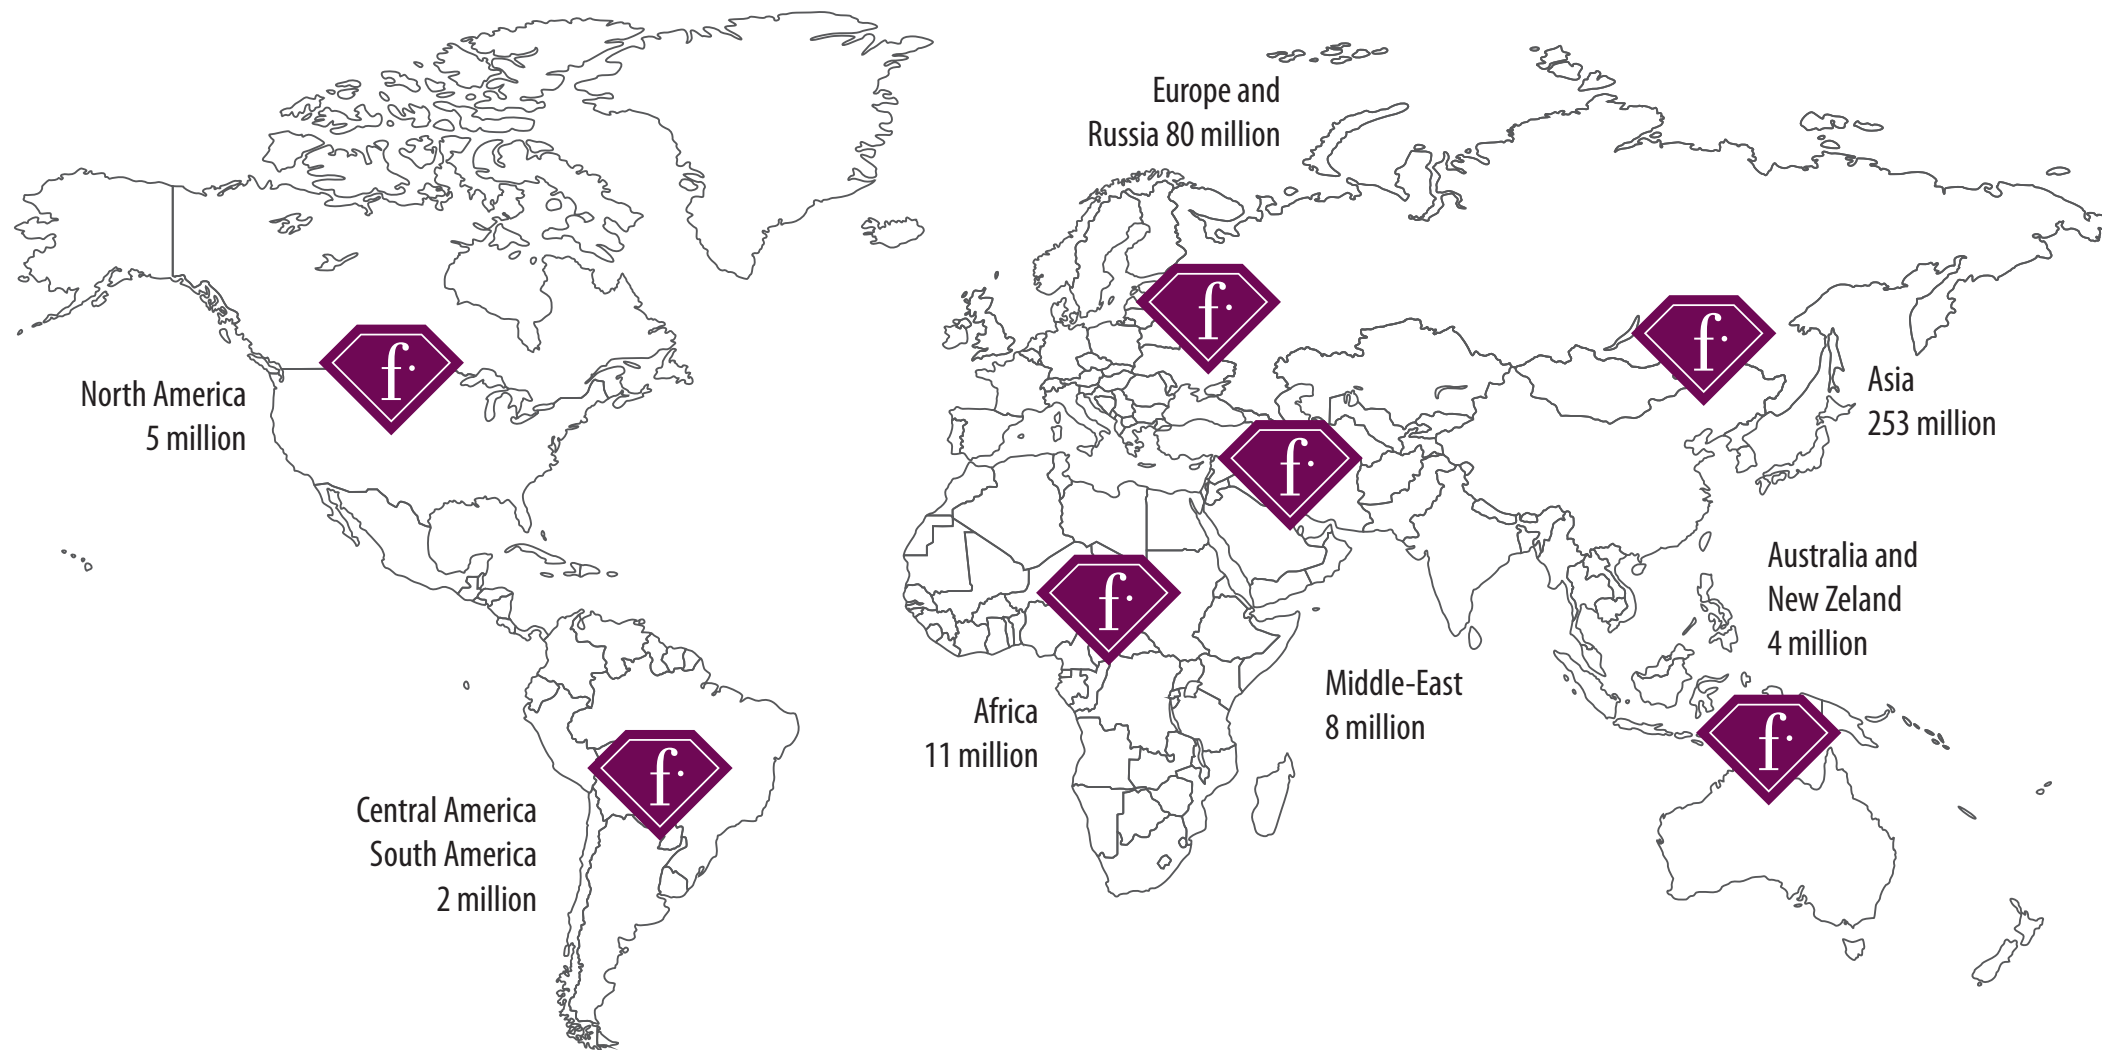 Europe and
Russia 80 million
f.
f.
f.
North America
5 million
Asia
253 million
f.
Australia and
New Zeland
4 million
f.
Middle-East
8 million
Africa
11 million
f.
f.
Central America
South America
2 million